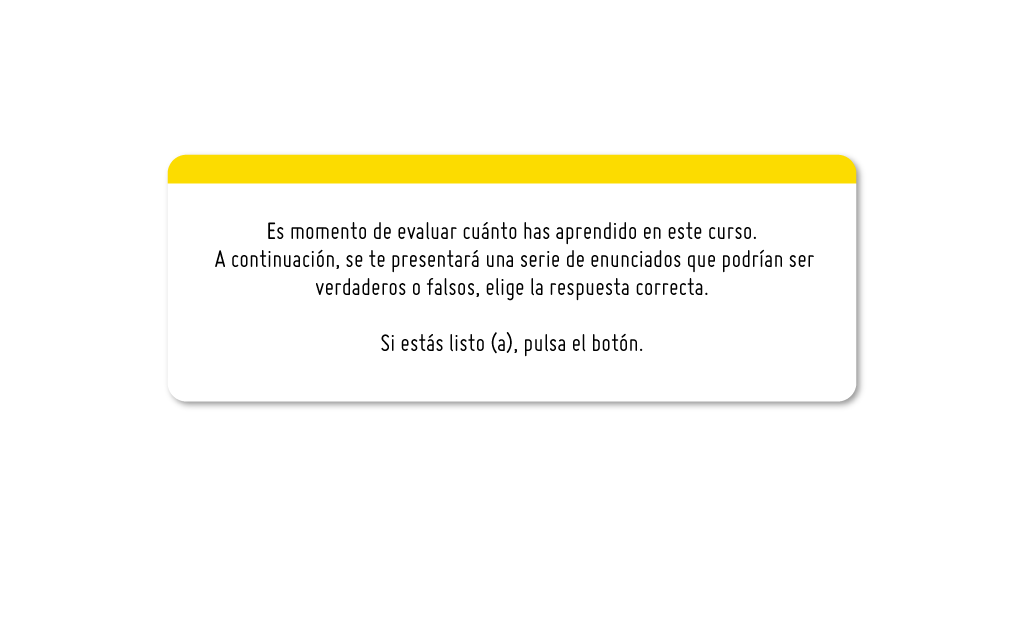 Es momento de evaluar cuánto has aprendido en este curso.
A continuación, se te presentará una serie de enunciados que podrían ser
verdaderos o falsos, elige la respuesta correcta.
Si estás listo (a), pulsa el botón.